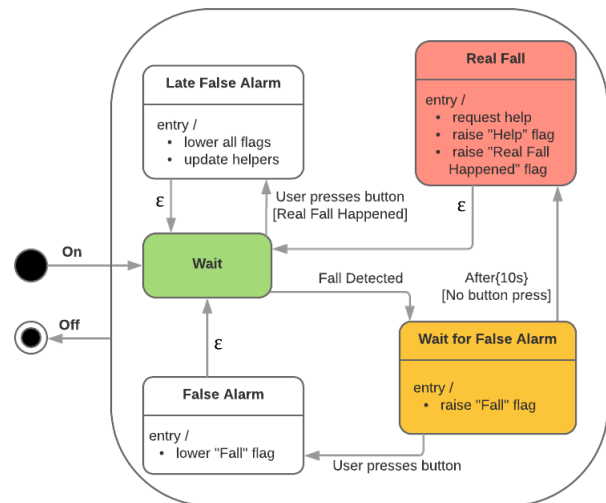 Late False Alarm
entry /
• lower all flags
• update helpers
Real Fall
entry /
• request help
• raise "Help" flag
• raise "Real Fall
Happened" flag
ε
User presses button
[Real Fall Happened]
ε
On
Wait
Fall Detected
After{10s}
[No button press]
Off
ε
Wait for False Alarm
entry /
• raise "Fall" flag
False Alarm
entry /
• lower "Fall" flag
User presses button